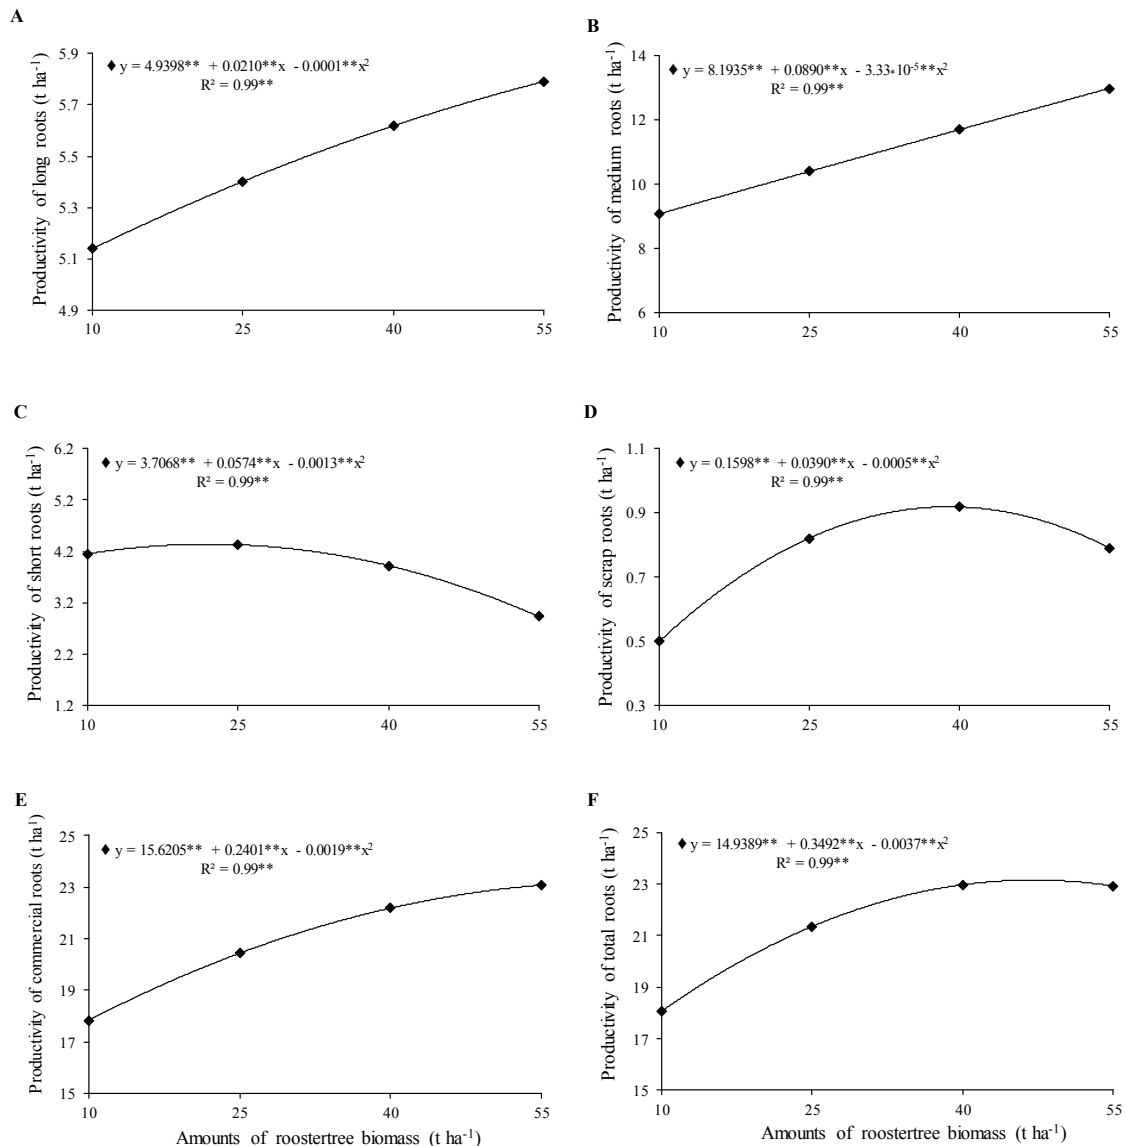 A
Productivity of long roots (t ha⁻¹)
5.9
5.7
5.5
5.3
5.1
4.9
♦ y = 4.9398** + 0.0210**x - 0.0001**x²
R² = 0.99**
10 25 40 55
B
Productivity of medium roots (t ha⁻¹)
14
12
10
8
6
♦ y = 8.1935** + 0.0890**x - 3.33*10⁻⁵**x²
R² = 0.99**
10 25 40 55
C
Productivity of short roots (t ha⁻¹)
6.2
5.2
4.2
3.2
2.2
1.2
♦ y = 3.7068** + 0.0574**x - 0.0013**x²
R² = 0.99**
10 25 40 55
D
Productivity of scrap roots (t ha⁻¹)
1.1
0.9
0.7
0.5
0.3
♦ y = 0.1598** + 0.0390**x - 0.0005**x²
R² = 0.99**
10 25 40 55
E
Productivity of commercial roots (t ha⁻¹)
25
23
21
19
17
15
♦ y = 15.6205** + 0.2401**x - 0.0019**x²
R² = 0.99**
10 25 40 55
Amounts of roostertree biomass (t ha⁻¹)
F
Productivity of total roots (t ha⁻¹)
25
23
21
19
17
15
♦ y = 14.9389** + 0.3492**x - 0.0037**x²
R² = 0.99**
10 25 40 55
Amounts of roostertree biomass (t ha⁻¹)